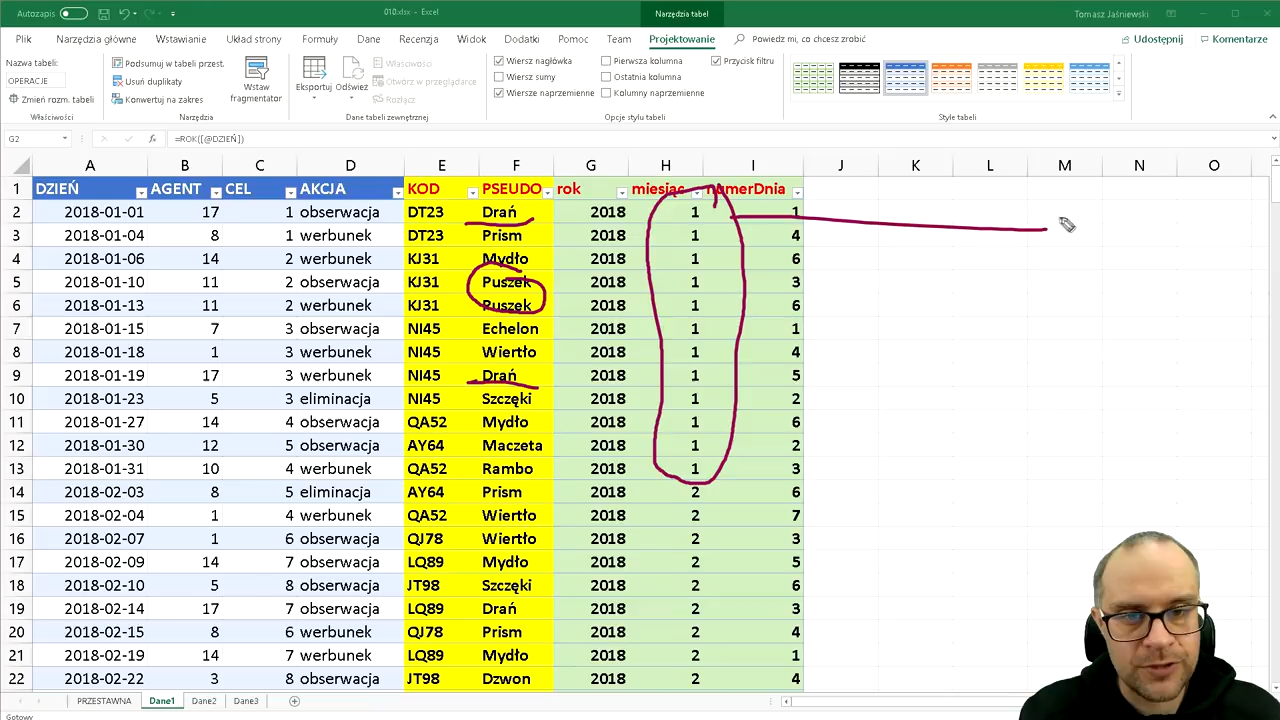 Autozapis 010.xlsx - Excel Narzędzia tabel Tomasz Jaśniewski
Plik Narzędzia główne Wstawianie Układ strony Formuły Dane Recenzja Widok Dodatki Pomoc Team Projektowanie Powiedz mi, co chcesz zrobić Udostępnij Komentarze
Nazwa tabeli: Podsumuj w tabeli przest. Właściwości Wiersz nagłówka Pierwsza kolumna Przycisk filtru
OPERACJE Usuń duplikaty Otwórz w przeglądarce Wiersz sumy Ostatnia kolumna
Zmień rozm. tabeli Konwertuj na zakres Wstaw fragmentator Eksportuj Odśwież Rozłącz Wiersze naprzemienne Kolumny naprzemienne
Właściwości Narzędzia Dane tabeli zewnętrznej Opcje stylu tabeli Style tabeli
G2 fx =ROK([@DZIEŃ])
A B C D E F G H I J K L M N O
1 DZIEŃ AGENT CEL AKCJA KOD PSEUDO rok miesiąc numerDnia
2 2018-01-01 17 1 obserwacja DT23 Drań 2018 1 1
3 2018-01-04 8 1 werbunek DT23 Prism 2018 1 4
4 2018-01-06 14 2 werbunek KJ31 Mydło 2018 1 6
5 2018-01-10 11 2 obserwacja KJ31 Puszek 2018 1 3
6 2018-01-13 11 2 werbunek KJ31 Puszek 2018 1 6
7 2018-01-15 7 3 obserwacja NI45 Echelon 2018 1 1
8 2018-01-18 1 3 werbunek NI45 Wiertło 2018 1 4
9 2018-01-19 17 3 werbunek NI45 Drań 2018 1 5
10 2018-01-23 5 3 eliminacja NI45 Szczęki 2018 1 2
11 2018-01-27 14 4 obserwacja QA52 Mydło 2018 1 6
12 2018-01-30 12 5 obserwacja AY64 Maczeta 2018 1 2
13 2018-01-31 10 4 werbunek QA52 Rambo 2018 1 3
14 2018-02-03 8 5 eliminacja AY64 Prism 2018 2 6
15 2018-02-04 1 4 werbunek QA52 Wiertło 2018 2 7
16 2018-02-07 1 6 obserwacja QJ78 Wiertło 2018 2 3
17 2018-02-09 14 7 obserwacja LQ89 Mydło 2018 2 5
18 2018-02-10 5 8 obserwacja JT98 Szczęki 2018 2 6
19 2018-02-14 17 7 obserwacja LQ89 Drań 2018 2 3
20 2018-02-15 8 6 werbunek QJ78 Prism 2018 2 4
21 2018-02-19 14 7 werbunek LQ89 Mydło 2018 2 1
22 2018-02-22 3 8 obserwacja JT98 Dzwon 2018 2 4
PRZESTAWNA Dane1 Dane2 Dane3
Gotowy